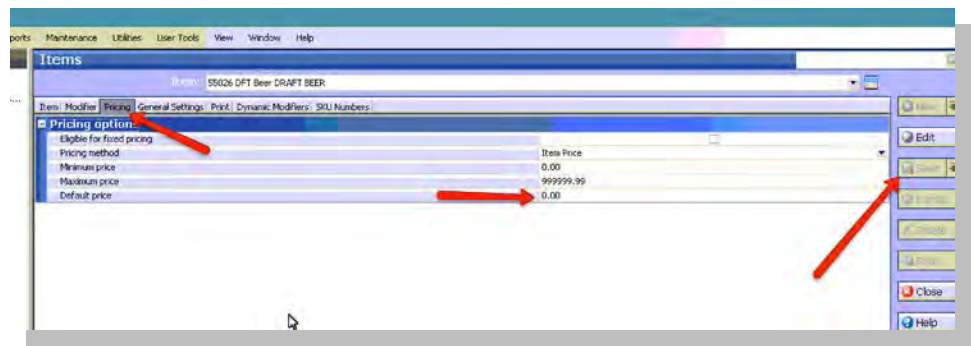 ports Maintenance Utilities User Tools View Window Help
Items
55026 DFT Beer DRAFT BEER
Item Modifier Pricing General Settings Print Dynamic Modifiers SKU Numbers
Pricing options
Eligible for fixed pricing
Pricing method Item Price
Minimum price 0.00
Maximum price 999999.99
Default price 0.00
New
Edit
Save
Close
Help